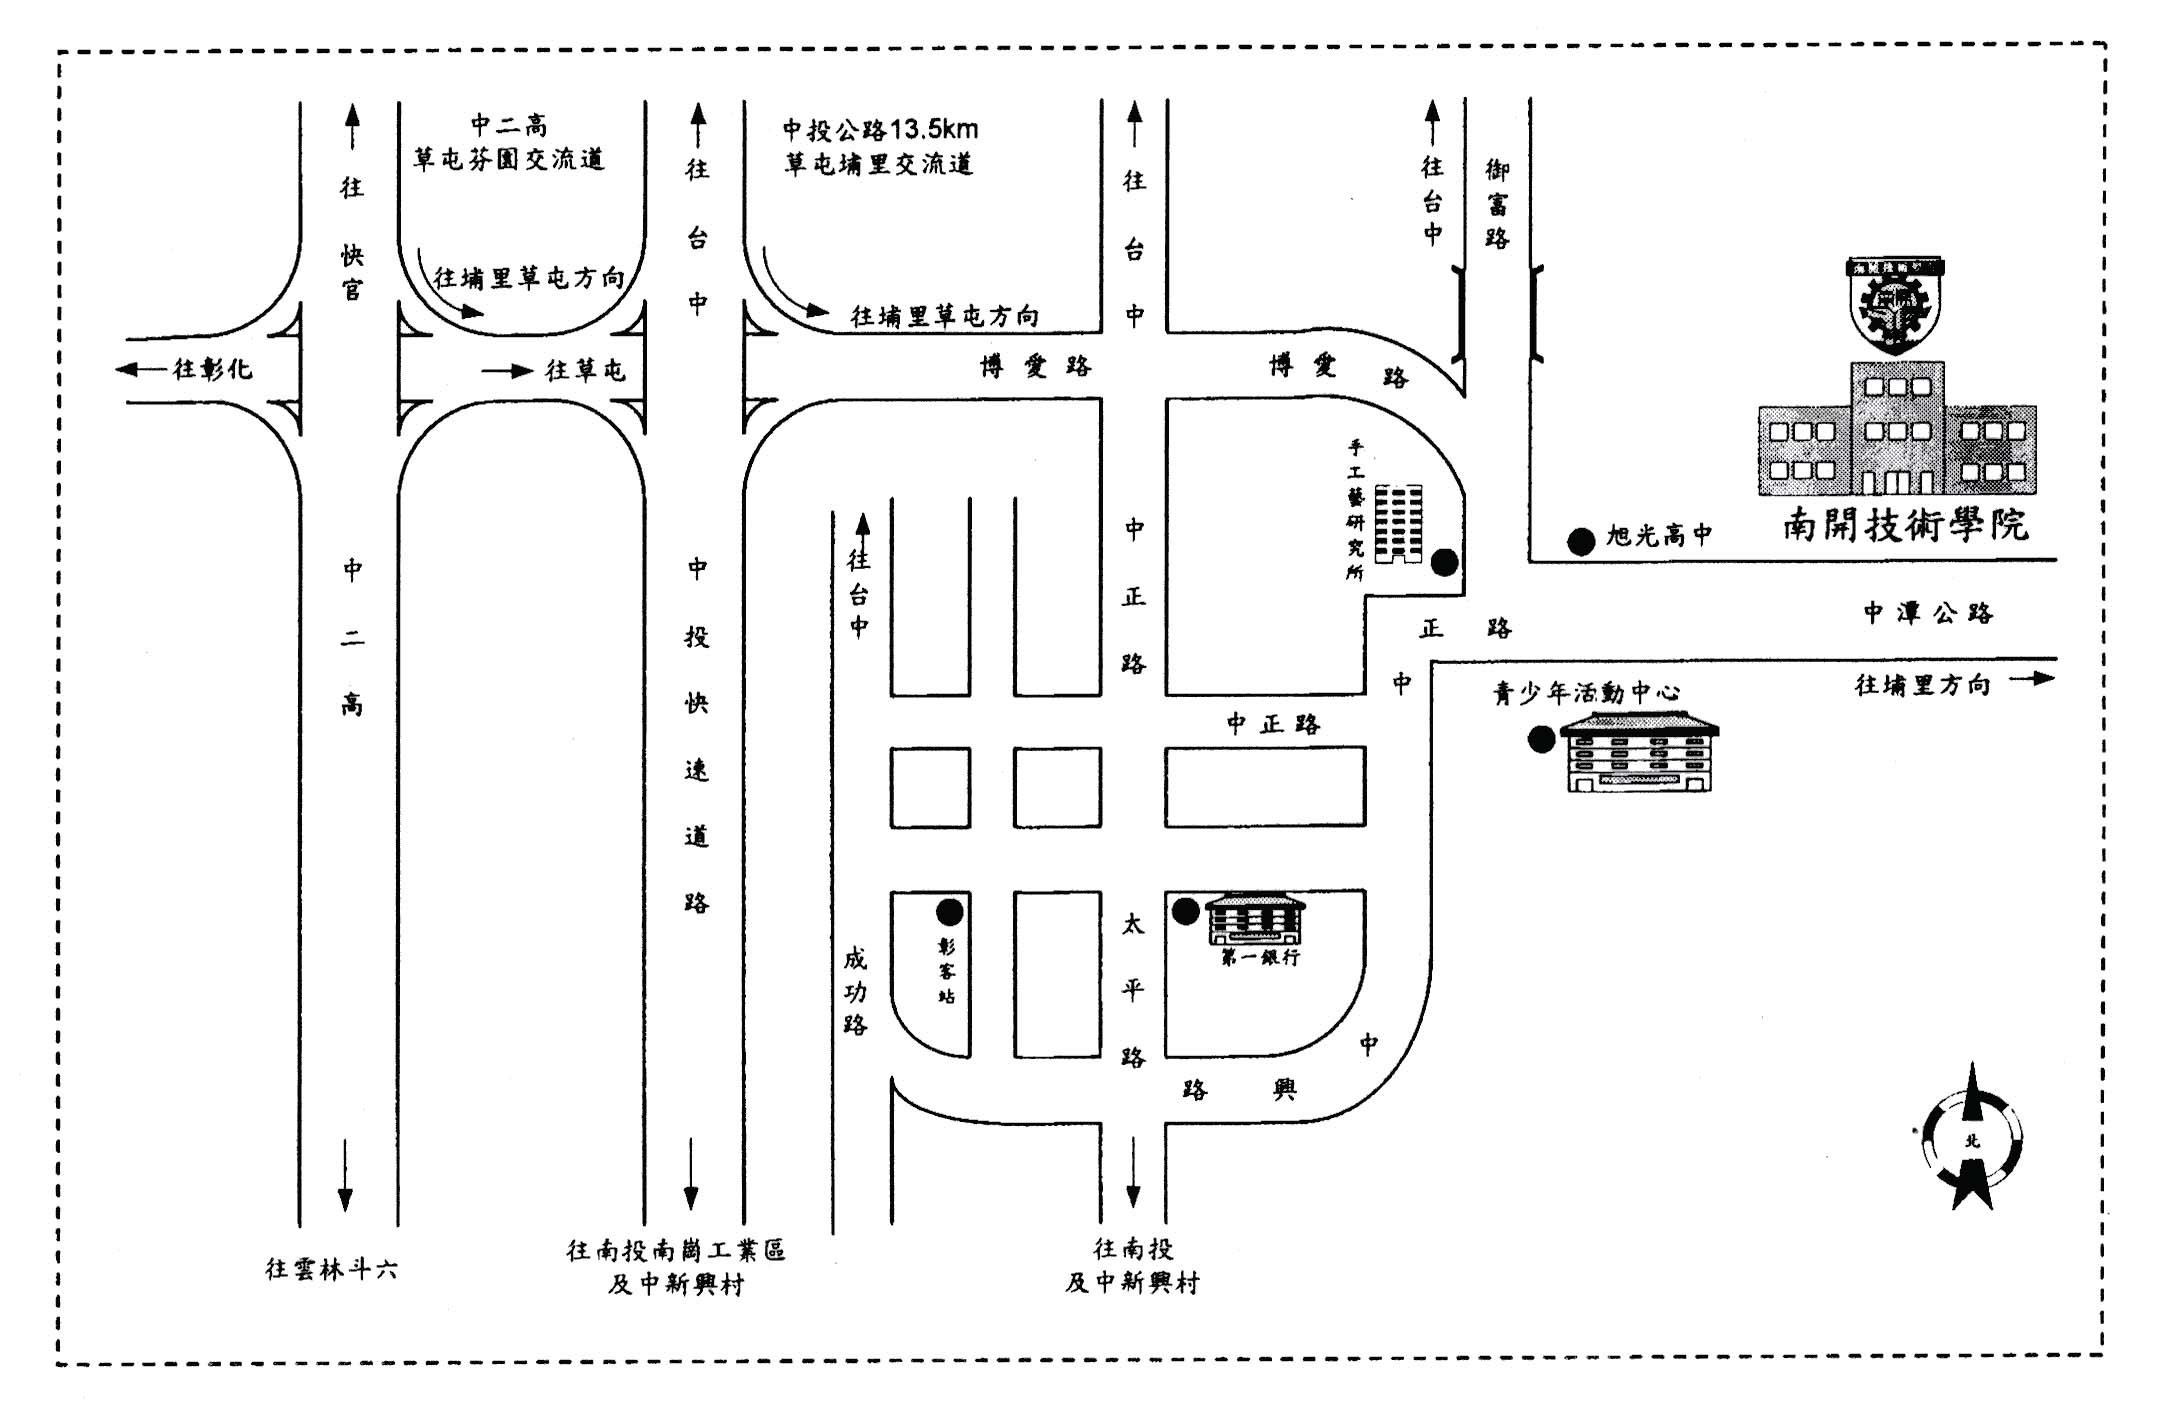 中二高
草屯芬園交流道
中投公路13.5km
草屯埔里交流道
往快官
往台中
往台中
往台中
御富路
往埔里草屯方向
往埔里草屯方向
往彰化
往草屯
博愛路
博愛路
手工藝研究所
旭光高中
南開技術學院
中二高
中投快速道路
往台中
中正路
正路
中
中潭公路
往埔里方向
青少年活動中心
中正路
成功路
彰客站
太平路
第一銀行
中
興
路
北
往雲林斗六
往南投南崗工業區
及中新興村
往南投
及中新興村